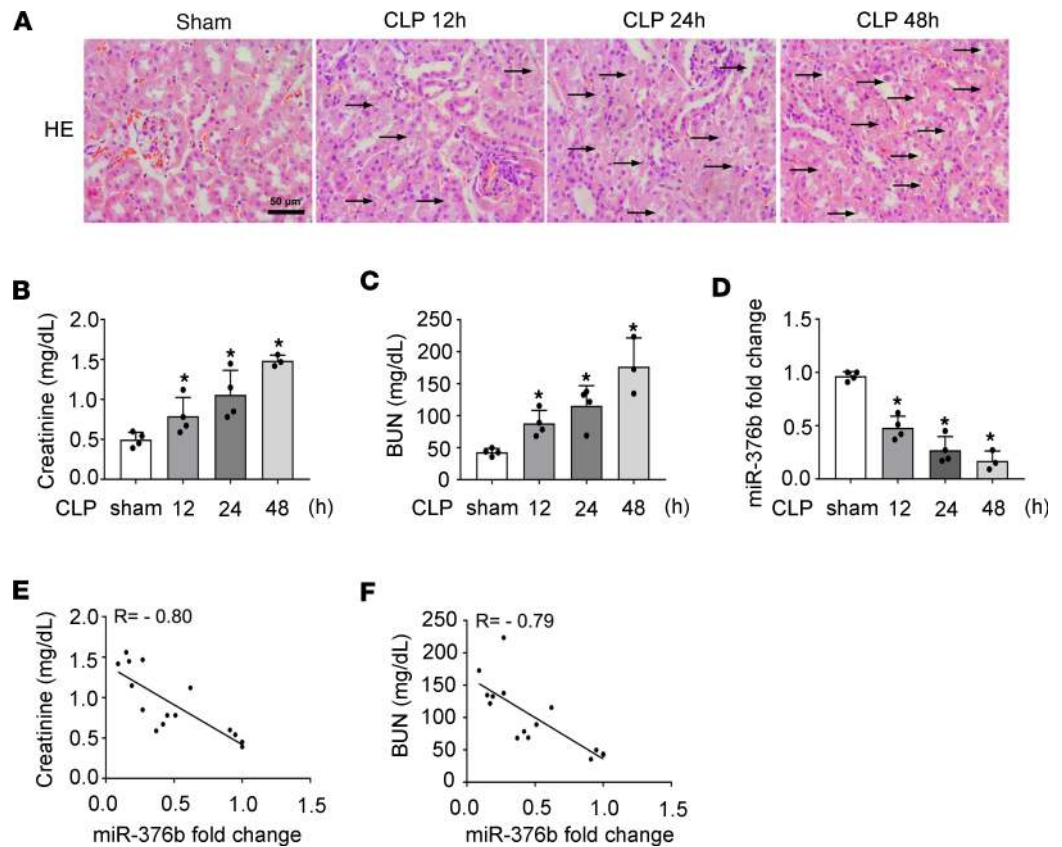 A
Sham
CLP 12h
CLP 24h
CLP 48h
HE
50 µm
B
Creatinine (mg/dL)
2.0
1.5
1.0
0.5
0.0
* * *
CLP sham 12 24 48 (h)
C
BUN (mg/dL)
250
200
150
100
50
0
* * *
CLP sham 12 24 48 (h)
D
miR-376b fold change
1.5
1.0
0.5
0.0
* * *
CLP sham 12 24 48 (h)
E
R= - 0.80
Creatinine (mg/dL)
2.0
1.5
1.0
0.5
0.0
0.0 0.5 1.0 1.5
miR-376b fold change
F
R= - 0.79
BUN (mg/dL)
250
200
150
100
50
0
0.0 0.5 1.0 1.5
miR-376b fold change